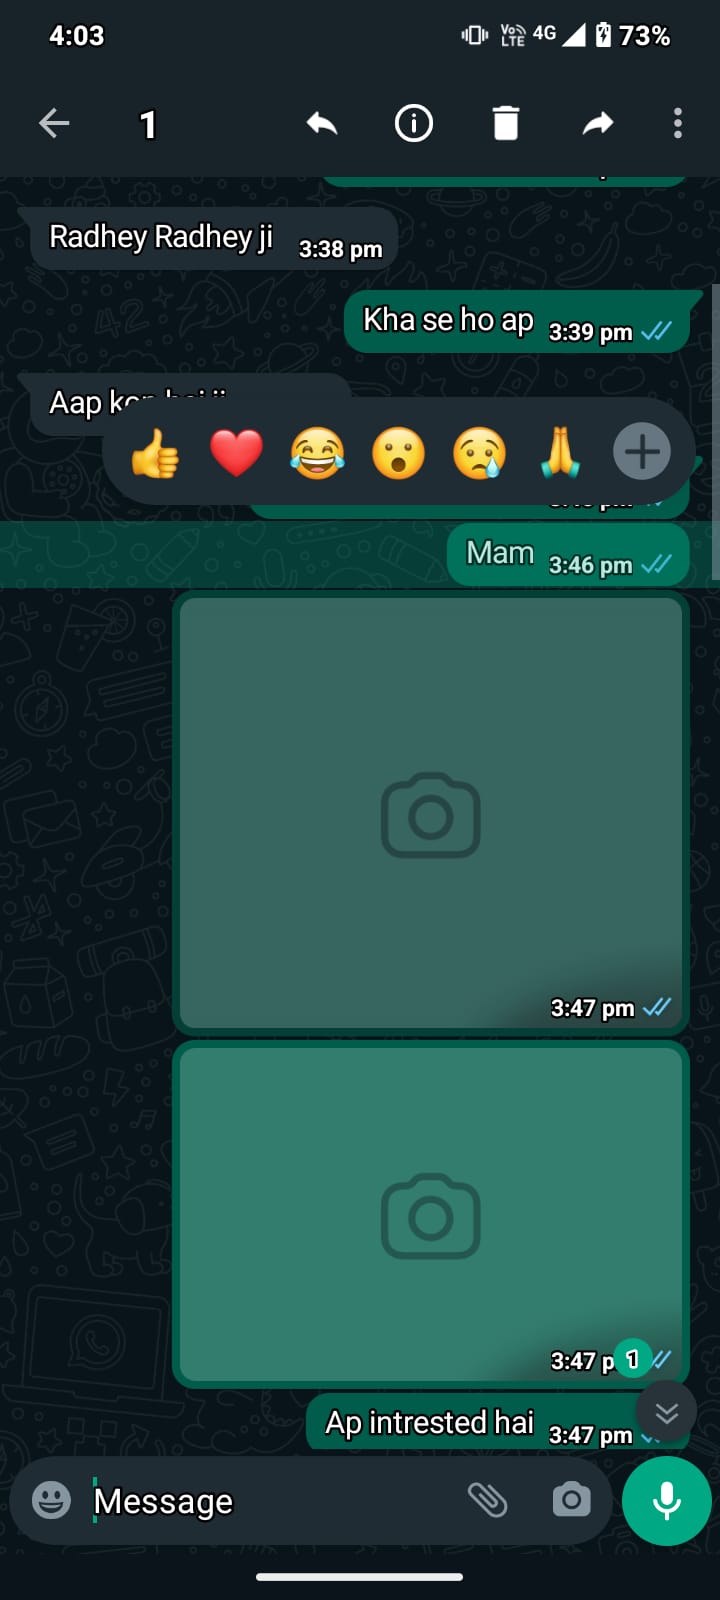 4:03 Vo LTE 4G 73%
1
Radhey Radhey ji 3:38 pm
Kha se ho ap 3:39 pm
Aap
Mam 3:46 pm
3:47 pm
3:47 p 1
Ap intrested hai 3:47 pm
Message